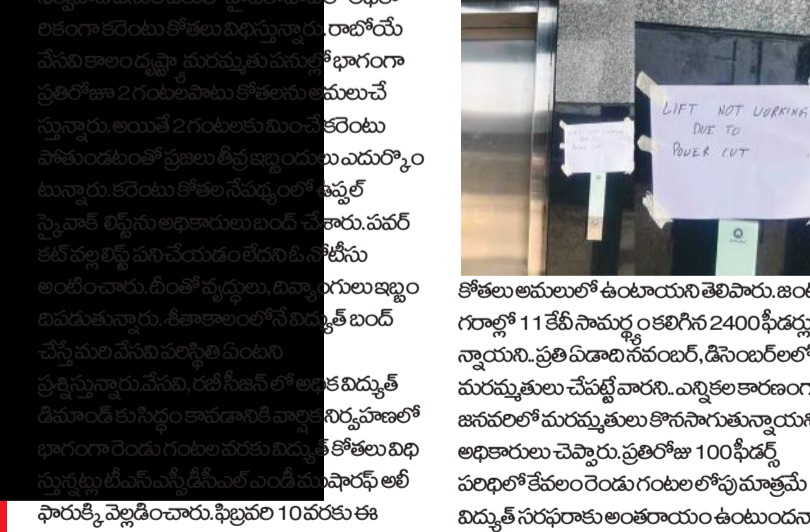 రికంగా కరెంటు కోతలు విధిస్తున్నారు. రాబోయే
వేసవి కాలం దృష్ట్యా మరమ్మతు పనుల్లో భాగంగా
ప్రతిరోజూ 2 గంటలపాటు కోతలను అమలుచే
స్తున్నారు. అయితే 2 గంటలకు మించి కరెంటు
పోతుండటంతో ప్రజలు తీవ్ర ఇబ్బందులు ఎదుర్కొం
టున్నారు. కరెంటు కోతల నేపథ్యంలో ఉప్పల్
స్కైవాక్ లిఫ్ట్‌ను అధికారులు బంద్ చేశారు. పవర్
కట్ వల్ల లిఫ్ట్ పనిచేయడం లేదని ఓ నోటీసు
అంటించారు. దీంతో వృద్ధులు, దివ్యాంగులు ఇబ్బం
దిపడుతున్నారు. శీతాకాలంలోనే విద్యుత్ బంద్
చేస్తే మరి వేసవి పరిస్థితి ఏంటని
ప్రశ్నిస్తున్నారు.వేసవి, రబీ సీజన్ లో అధిక విద్యుత్
డిమాండ్ కు సిద్ధం కావడానికి వార్షిక నిర్వహణలో
భాగంగా రెండు గంటల వరకు విద్యుత్ కోతలు విధి
స్తున్నట్లు టీఎస్ఎస్పీడీసీఎల్ ఎండీ ముషారఫ్ అలీ
ఫారుక్కి వెల్లడించారు. ఫిబ్రవరి 10 వరకు ఈ
LIFT NOT WORKING
DUE TO
POWER CUT
కోతలు అమలులో ఉంటాయని తెలిపారు. జంట
గరాల్లో 11 కేవీ సామర్థ్యం కలిగిన 2400 ఫీడర్లు
న్నాయని.. ప్రతి ఏడాది నవంబర్, డిసెంబర్‌లలో
మరమ్మతులు చేపట్టే వారని.. ఎన్నికల కారణంగా
జనవరిలో మరమ్మతులు కొనసాగుతున్నాయని
అధికారులు చెప్పారు. ప్రతిరోజు 100 ఫీడర్స్
పరిధిలో కేవలం రెండు గంటల లోపు మాత్రమే
విద్యుత్ సరఫరాకు అంతరాయం ఉంటుందన్నా